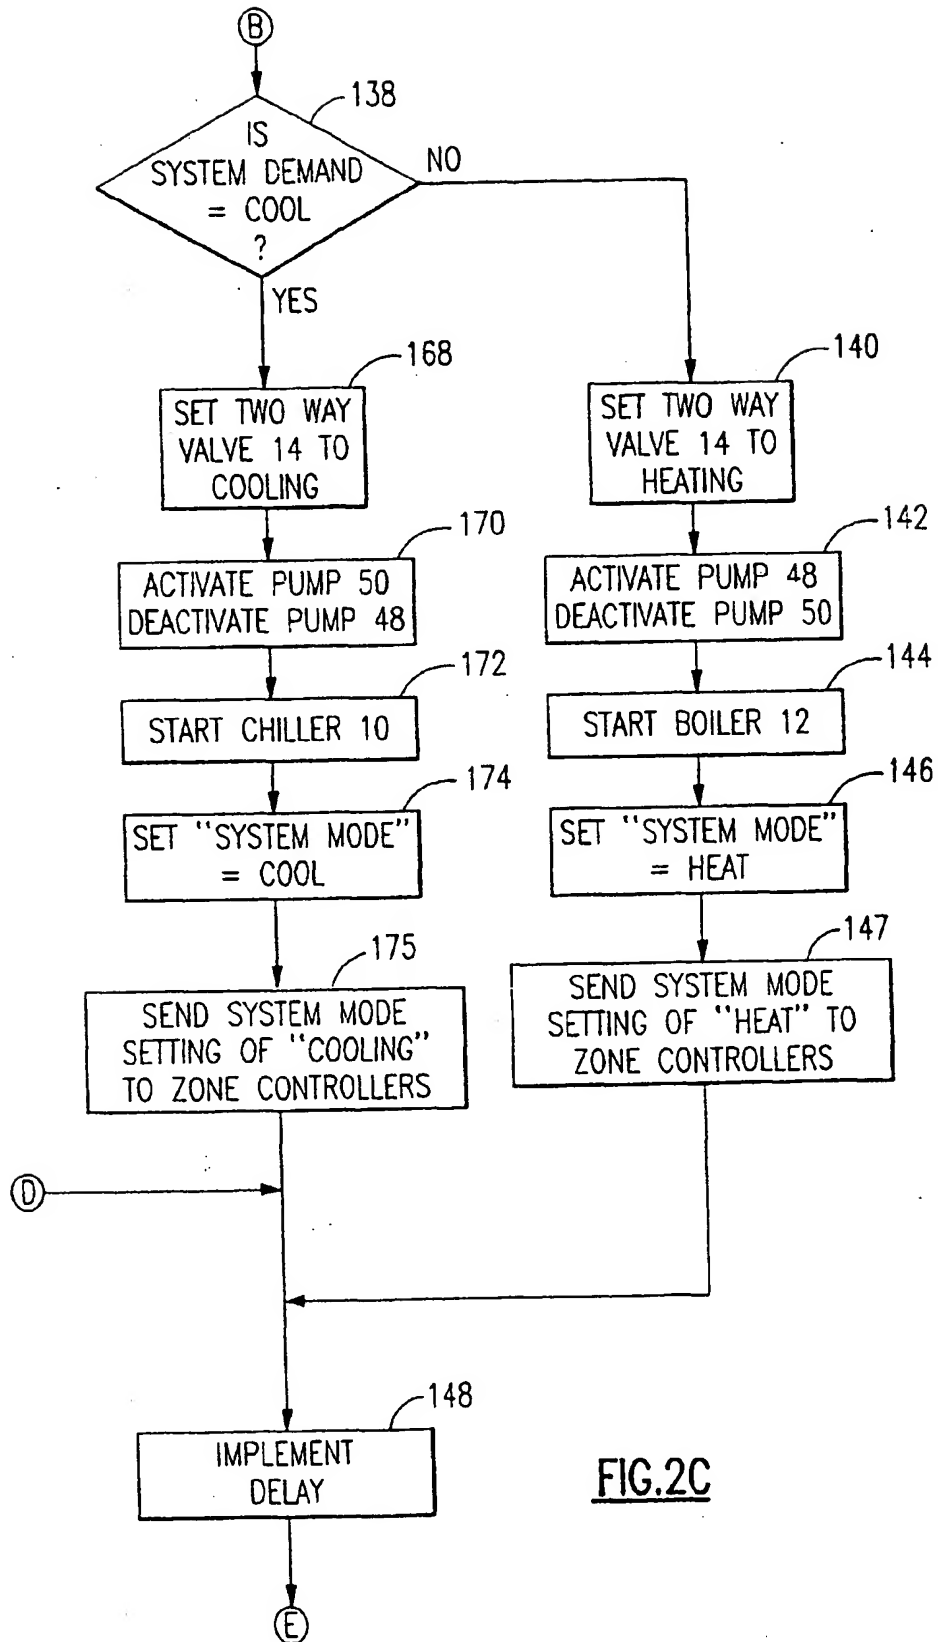 B
138
IS
SYSTEM DEMAND
= COOL
?
NO
YES
168
SET TWO WAY
VALVE 14 TO
COOLING
140
SET TWO WAY
VALVE 14 TO
HEATING
170
ACTIVATE PUMP 50
DEACTIVATE PUMP 48
142
ACTIVATE PUMP 48
DEACTIVATE PUMP 50
172
START CHILLER 10
144
START BOILER 12
174
SET "SYSTEM MODE"
= COOL
146
SET "SYSTEM MODE"
= HEAT
175
SEND SYSTEM MODE
SETTING OF "COOLING"
TO ZONE CONTROLLERS
147
SEND SYSTEM MODE
SETTING OF "HEAT" TO
ZONE CONTROLLERS
D
148
IMPLEMENT
DELAY
FIG.2C
E